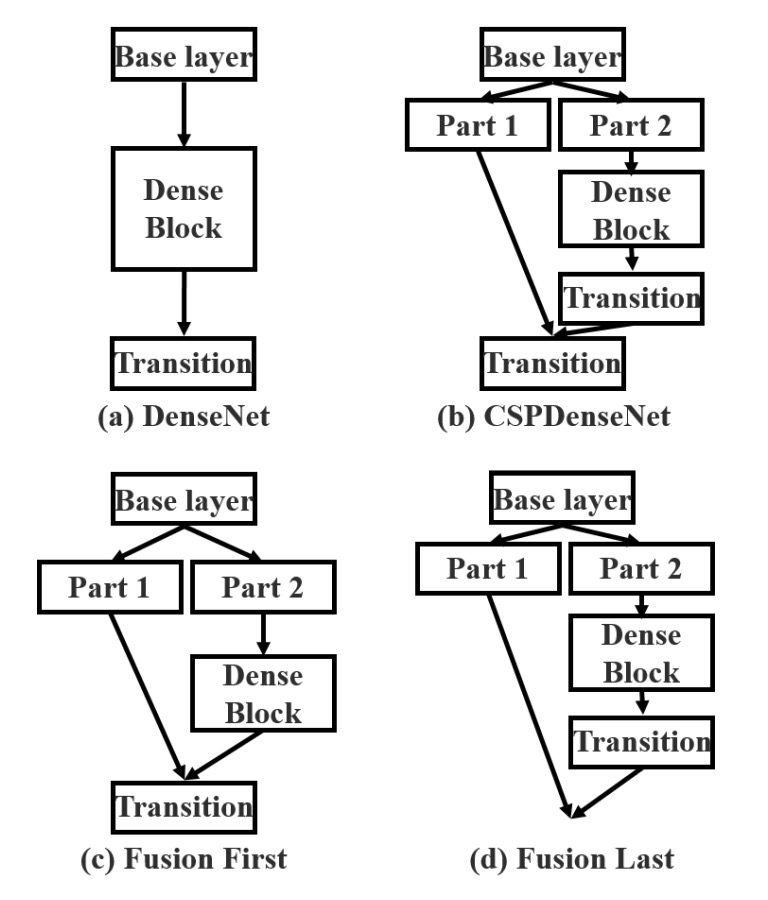 Base layer
Dense
Block
Transition
(a) DenseNet
Base layer
Part 1
Part 2
Dense
Block
Transition
Transition
(b) CSPDenseNet
Base layer
Part 1
Part 2
Dense
Block
Transition
(c) Fusion First
Base layer
Part 1
Part 2
Dense
Block
Transition
(d) Fusion Last